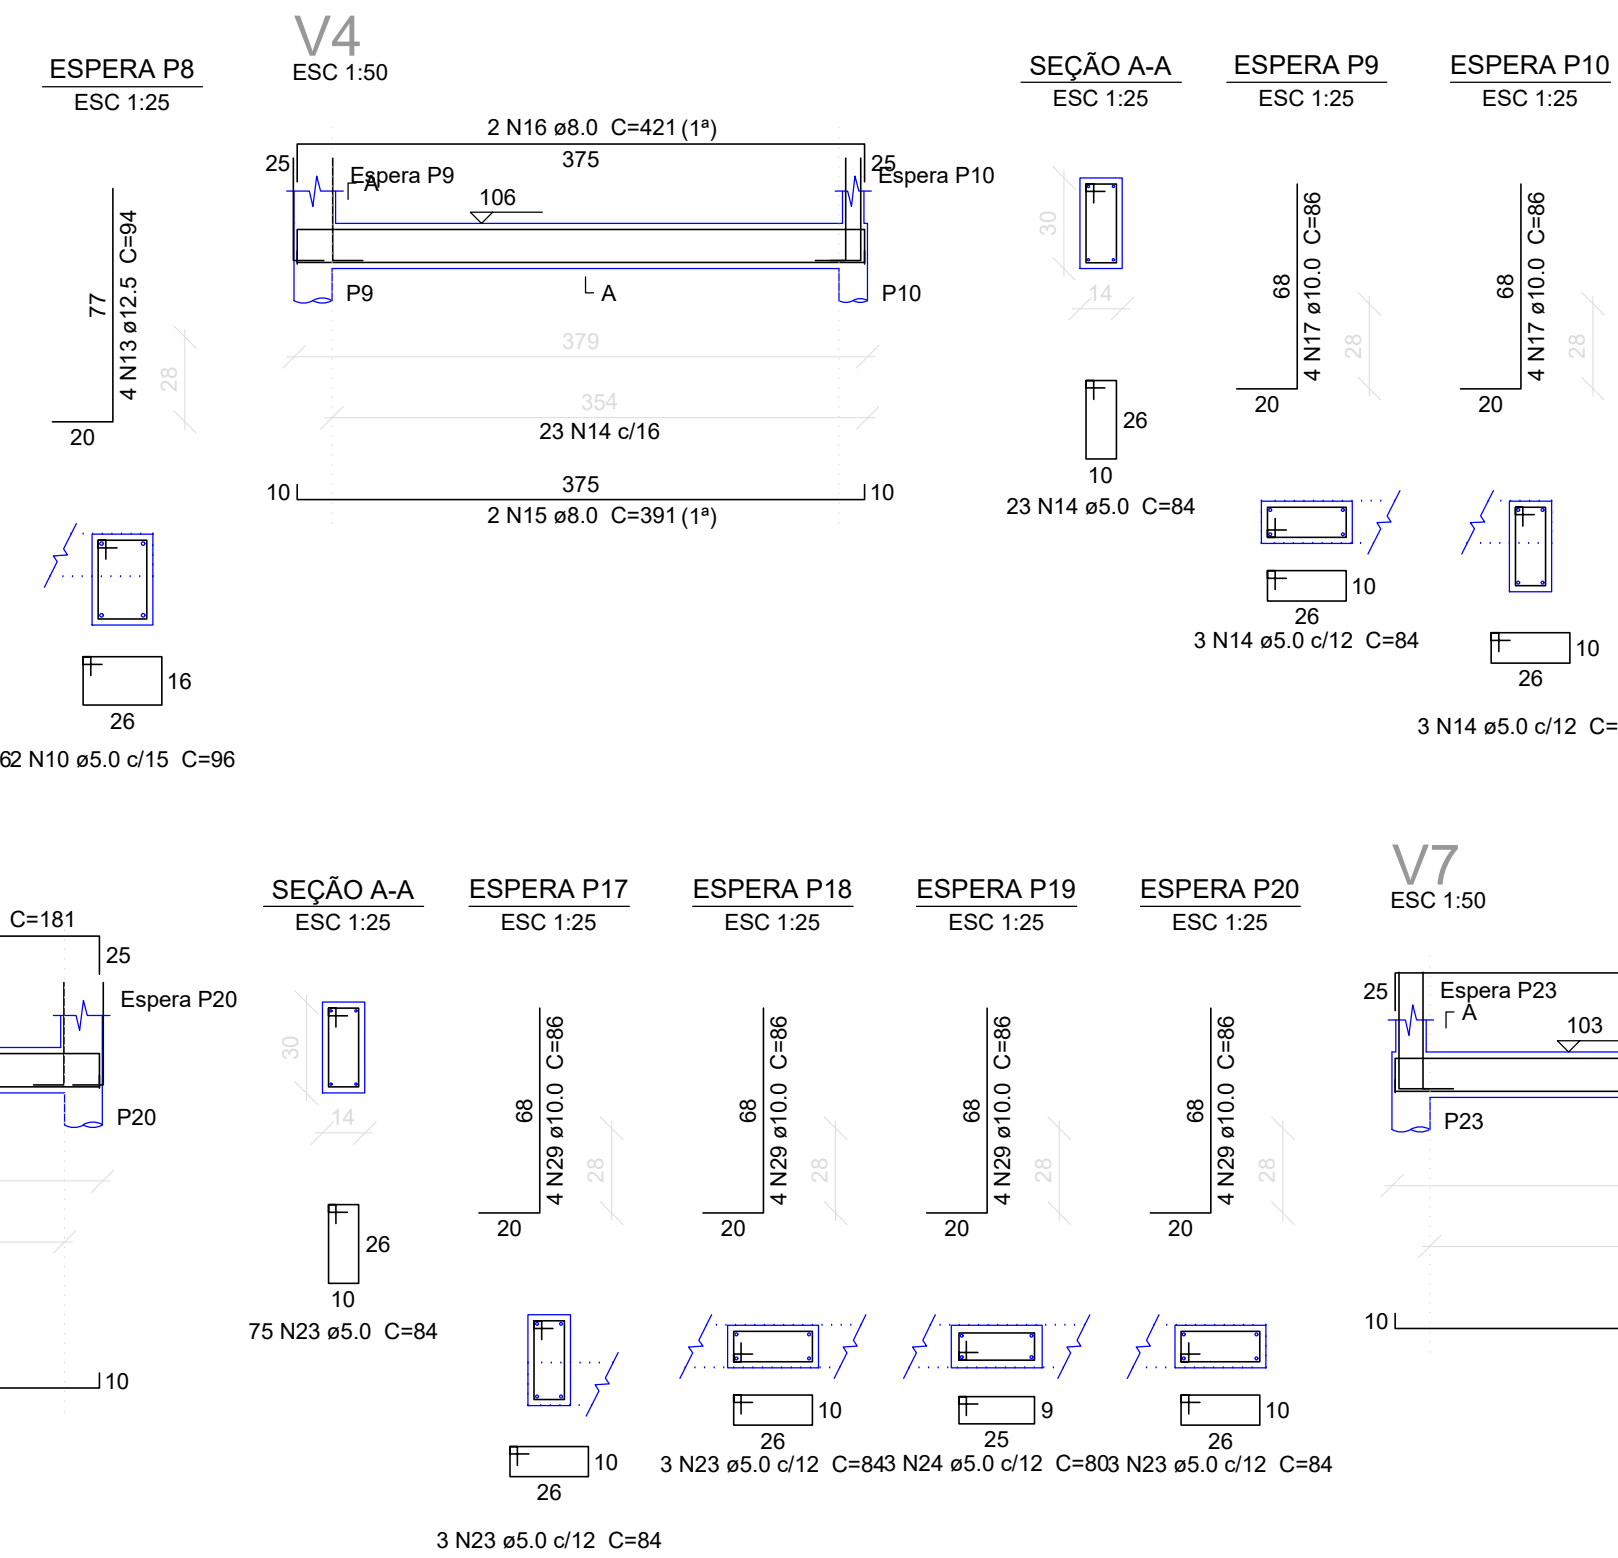 ESPERA P8
ESC 1:25
77
4 N13 ø12.5 C=94
28
20
16
26
62 N10 ø5.0 c/15 C=96
V4
ESC 1:50
2 N16 ø8.0 C=421 (1ª)
25
375
25
Espera P9
A
Espera P10
106
P9
A
P10
379
354
23 N14 c/16
10
375
10
2 N15 ø8.0 C=391 (1ª)
SEÇÃO A-A
ESC 1:25
30
14
26
10
23 N14 ø5.0 C=84
ESPERA P9
ESC 1:25
68
4 N17 ø10.0 C=86
28
20
10
26
3 N14 ø5.0 c/12 C=84
ESPERA P10
ESC 1:25
68
4 N17 ø10.0 C=86
28
20
10
26
3 N14 ø5.0 c/12 C=
C=181
25
Espera P20
P20
10
SEÇÃO A-A
ESC 1:25
30
14
26
10
75 N23 ø5.0 C=84
ESPERA P17
ESC 1:25
68
4 N29 ø10.0 C=86
28
20
10
26
3 N23 ø5.0 c/12 C=84
ESPERA P18
ESC 1:25
68
4 N29 ø10.0 C=86
28
20
10
26
3 N23 ø5.0 c/12 C=84
ESPERA P19
ESC 1:25
68
4 N29 ø10.0 C=86
28
20
9
25
3 N24 ø5.0 c/12 C=80
ESPERA P20
ESC 1:25
68
4 N29 ø10.0 C=86
28
20
10
26
3 N23 ø5.0 c/12 C=84
V7
ESC 1:50
25
Espera P23
A
103
P23
10